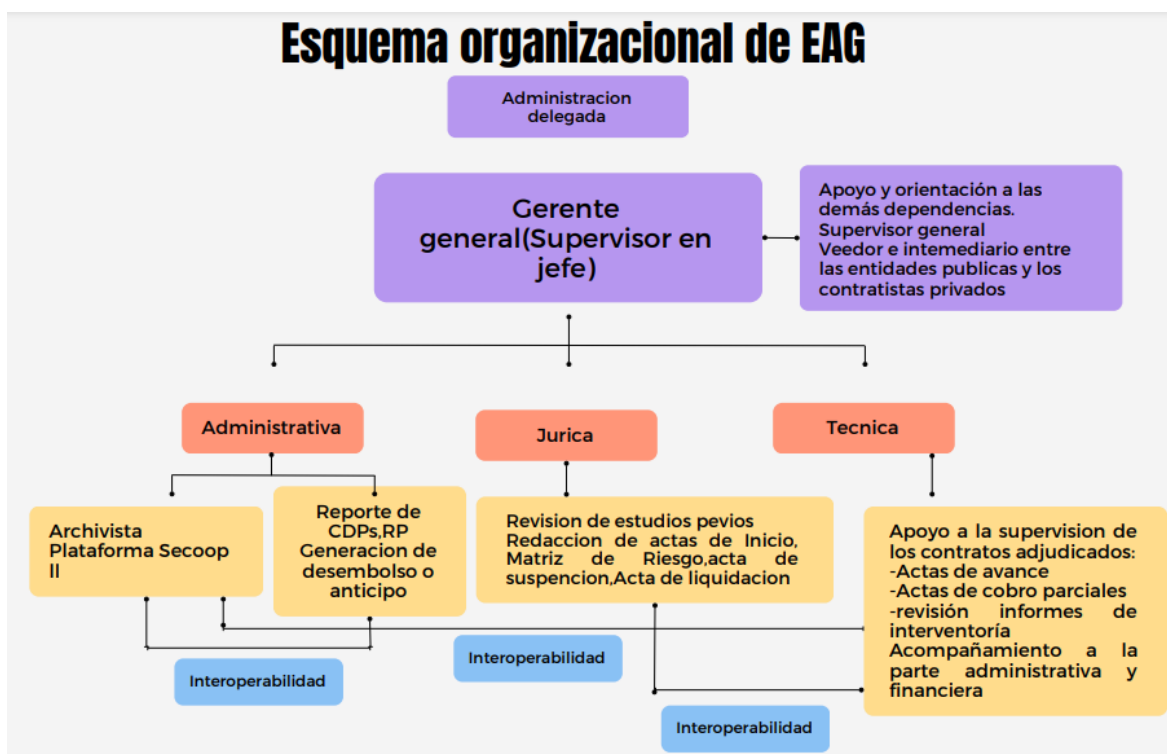 Esquema organizacional de EAG
Administracion
delegada
Gerente
general(Supervisor en
jefe)
Apoyo y orientación a las
demás dependencias.
Supervisor general
Veedor e intemediario entre
las entidades publicas y los
contratistas privados
Administrativa
Jurica
Tecnica
Archivista
Plataforma Secoop
II
Reporte de
CDPs,RP
Generacion de
desembolso o
anticipo
Revision de estudios pevios
Redaccion de actas de Inicio,
Matriz de Riesgo,acta de
suspencion,Acta de liquidacion
Apoyo a la supervision de
los contratos adjudicados:
-Actas de avance
-Actas de cobro parciales
-revisión informes de
interventoría
Acompañamiento a la
parte administrativa y
financiera
Interoperabilidad
Interoperabilidad
Interoperabilidad